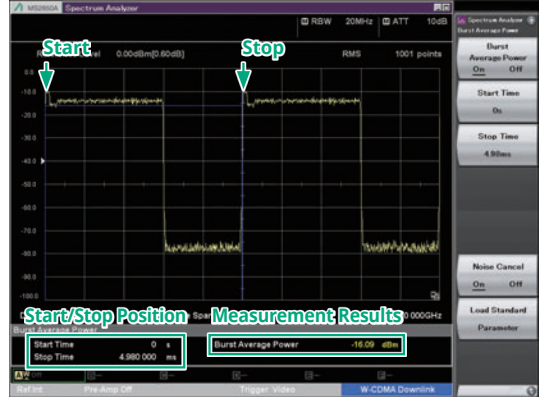 MS2850A Spectrum Analyzer
RBW 20MHz ATT 10dB
Start
Stop
0.00dBm[0.60dB] RMS 1001 points
0.0
-10.0
-20.0
-30.0
-40.0
-50.0
-60.0
-70.0
-80.0
-90.0
-100.0
Start/Stop Position
Measurement Results
Burst Average Power
Start Time 0 s
Stop Time 4.980 000 ms
Burst Average Power -16.09 dBm
Ref.Int Pre-Amp Off Trigger Video W-CDMA Downlink
Spectrum Analyzer
Burst Average Power
Burst
Average Power
On Off
Start Time
0s
Stop Time
4.98ms
Noise Cancel
On Off
Load Standard
Parameter